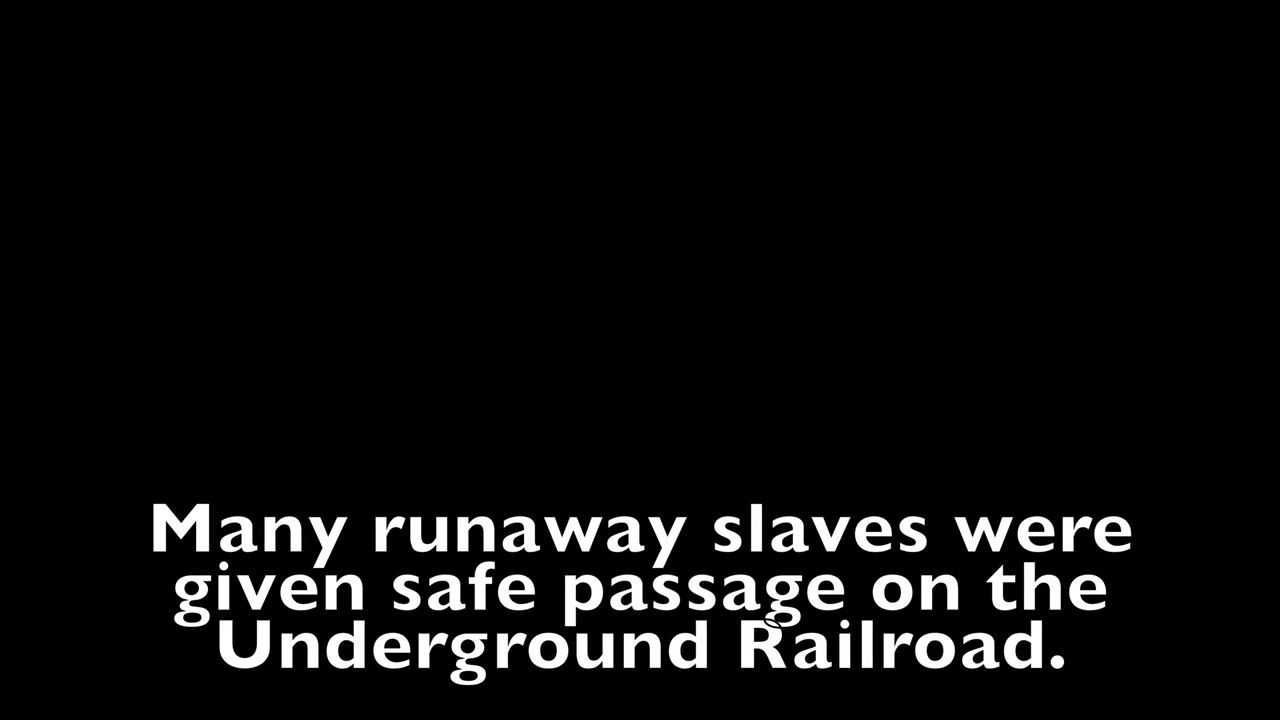 Many runaway slaves were
given safe passage on the
Underground Railroad.